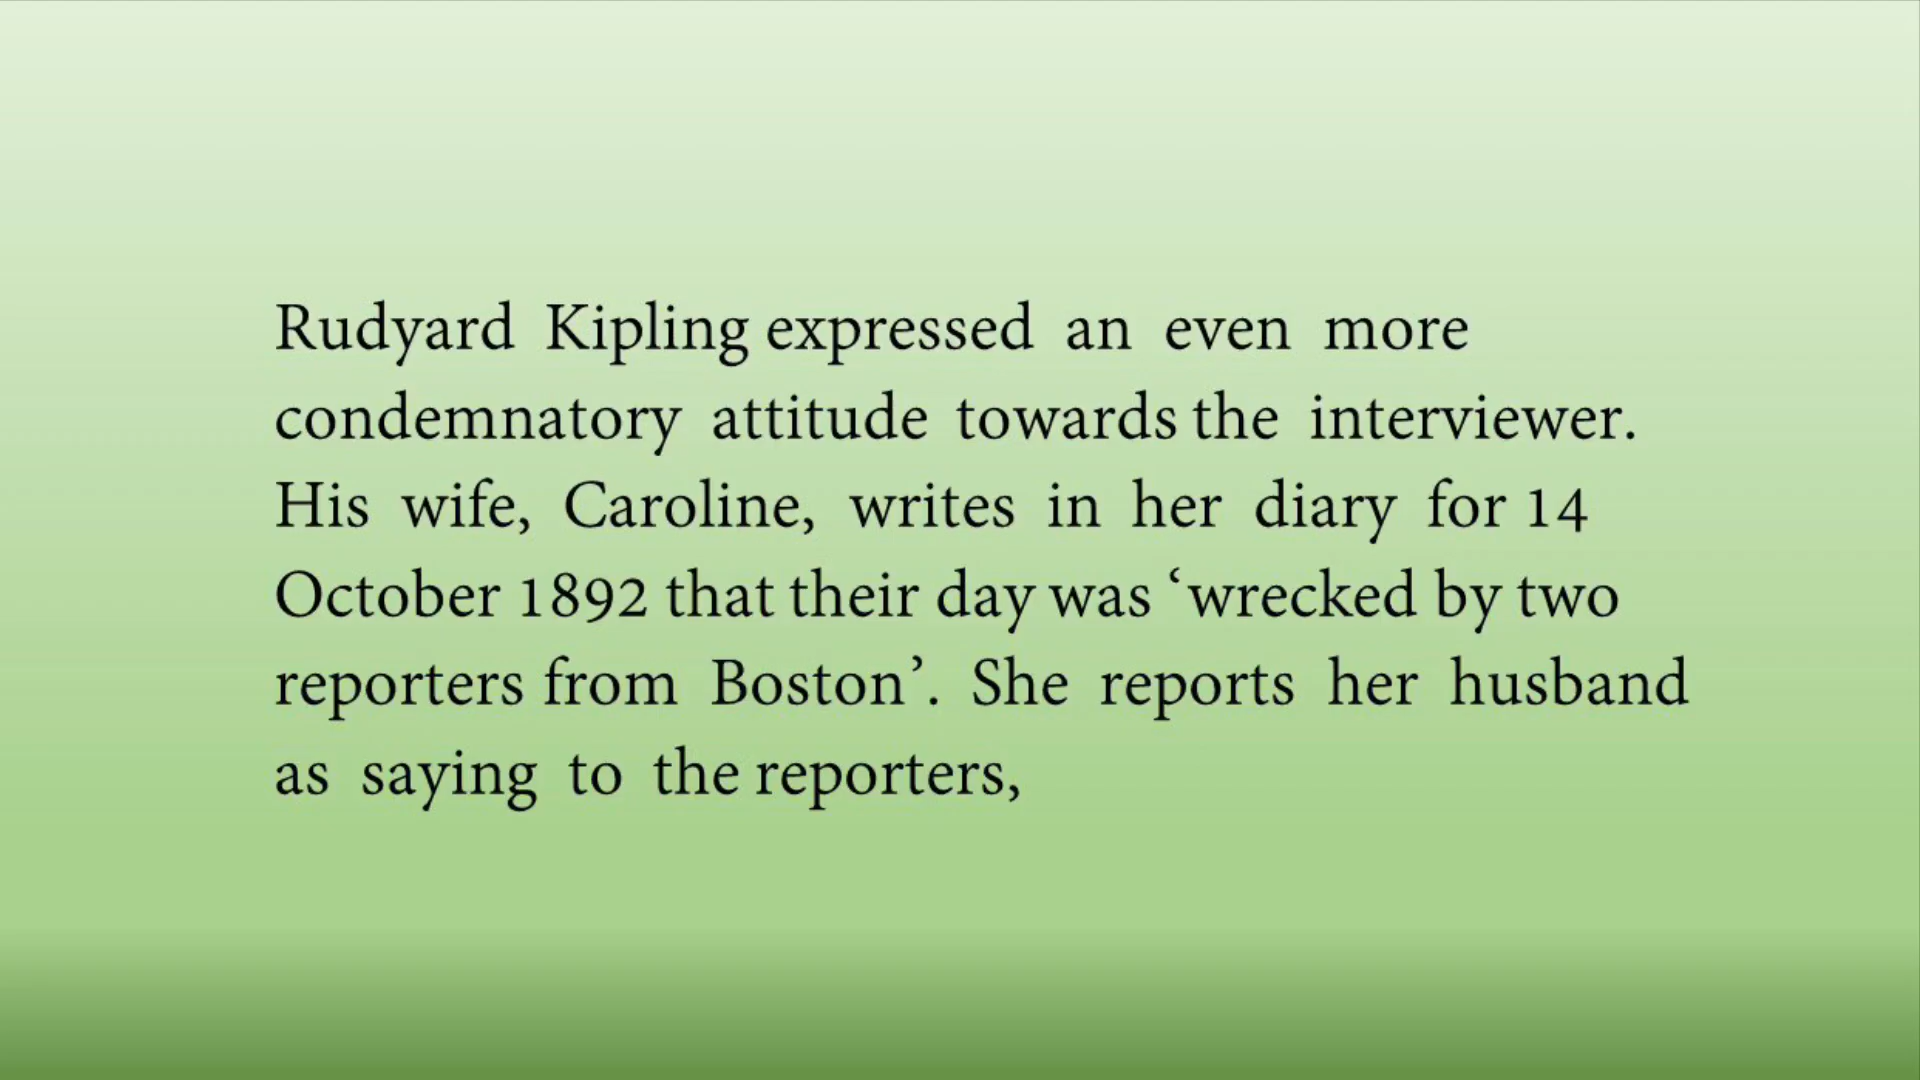 Rudyard Kipling expressed an even more
condemnatory attitude towards the interviewer.
His wife, Caroline, writes in her diary for 14
October 1892 that their day was ‘wrecked by two
reporters from Boston’. She reports her husband
as saying to the reporters,